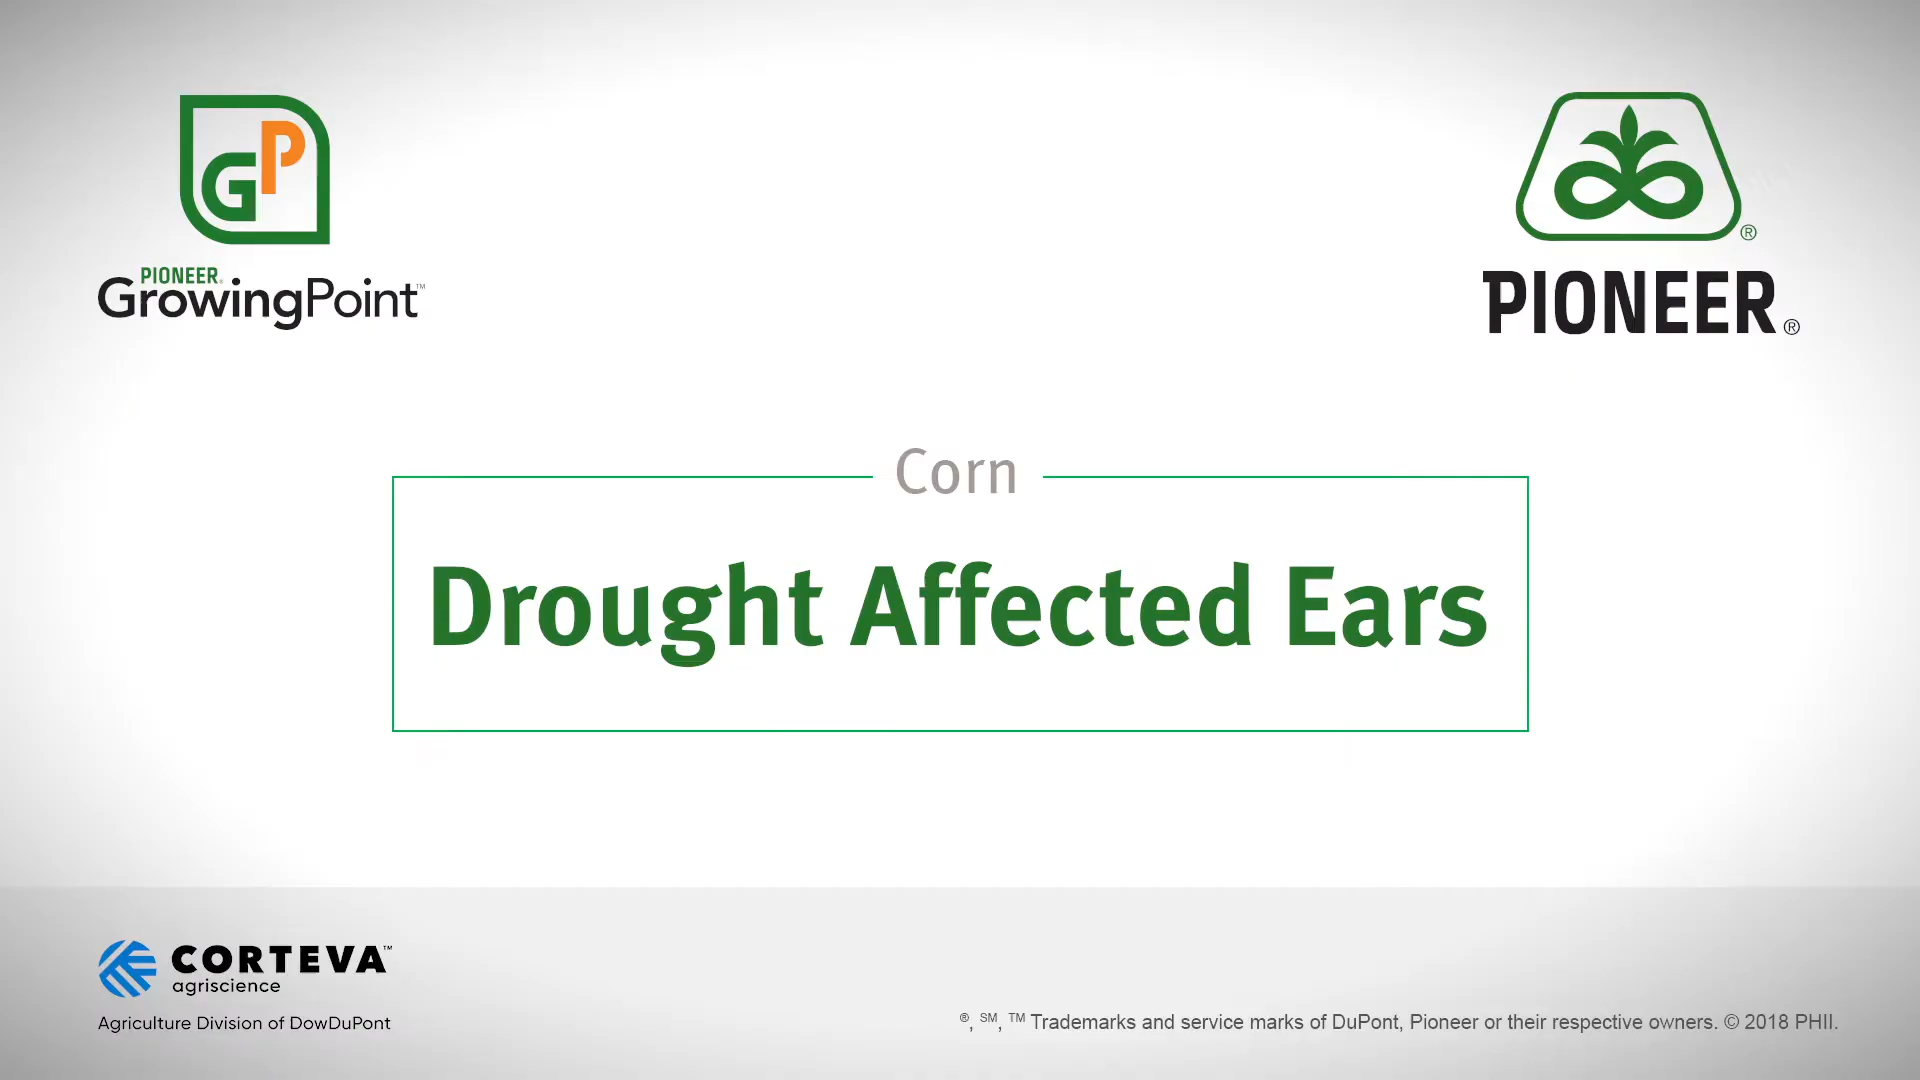 GP
PIONEER®
GrowingPoint™
®
PIONEER®
Corn
Drought Affected Ears
CORTEVA™
agriscience
Agriculture Division of DowDuPont
®, SM, TM Trademarks and service marks of DuPont, Pioneer or their respective owners. © 2018 PHII.